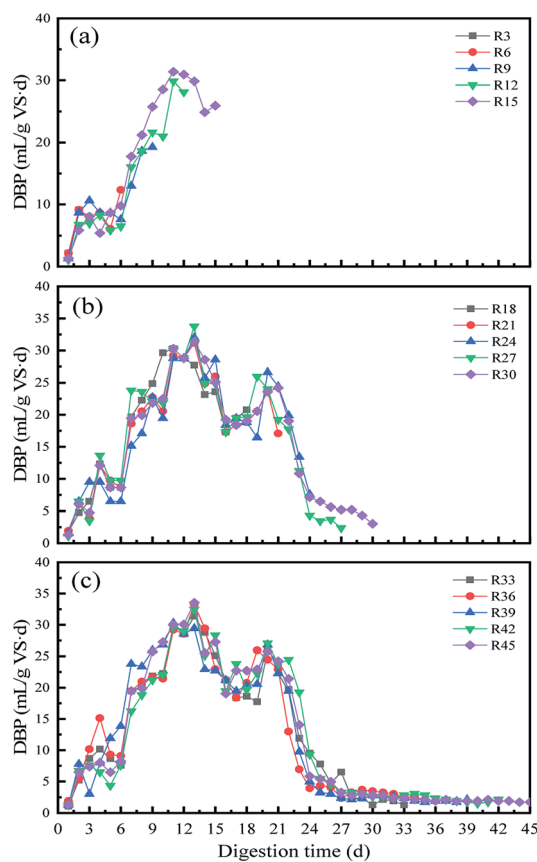 (a)
40
30
20
10
0
DBP (mL/g VS·d)
R3
R6
R9
R12
R15
(b)
40
35
30
25
20
15
10
5
0
DBP (mL/g VS·d)
R18
R21
R24
R27
R30
(c)
40
35
30
25
20
15
10
5
0
DBP (mL/g VS·d)
R33
R36
R39
R42
R45
0 3 6 9 12 15 18 21 24 27 30 33 36 39 42 45
Digestion time (d)